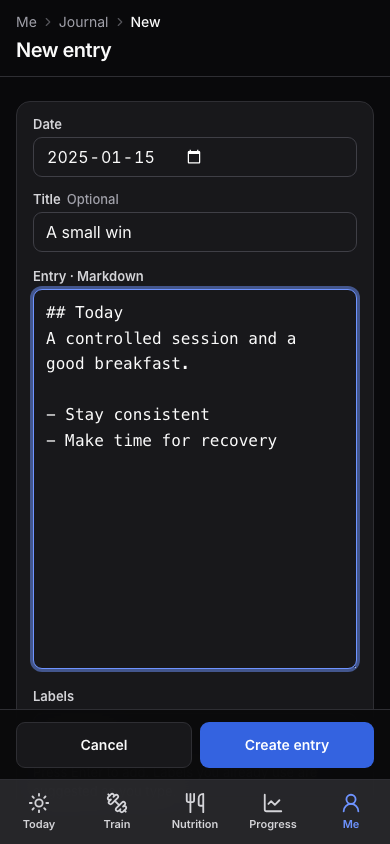 Me > Journal > New
New entry
Date
2025-01-15
Title Optional
A small win
Entry · Markdown
## Today
A controlled session and a
good breakfast.
- Stay consistent
- Make time for recovery
Labels
Cancel Create entry
Today Train Nutrition Progress Me